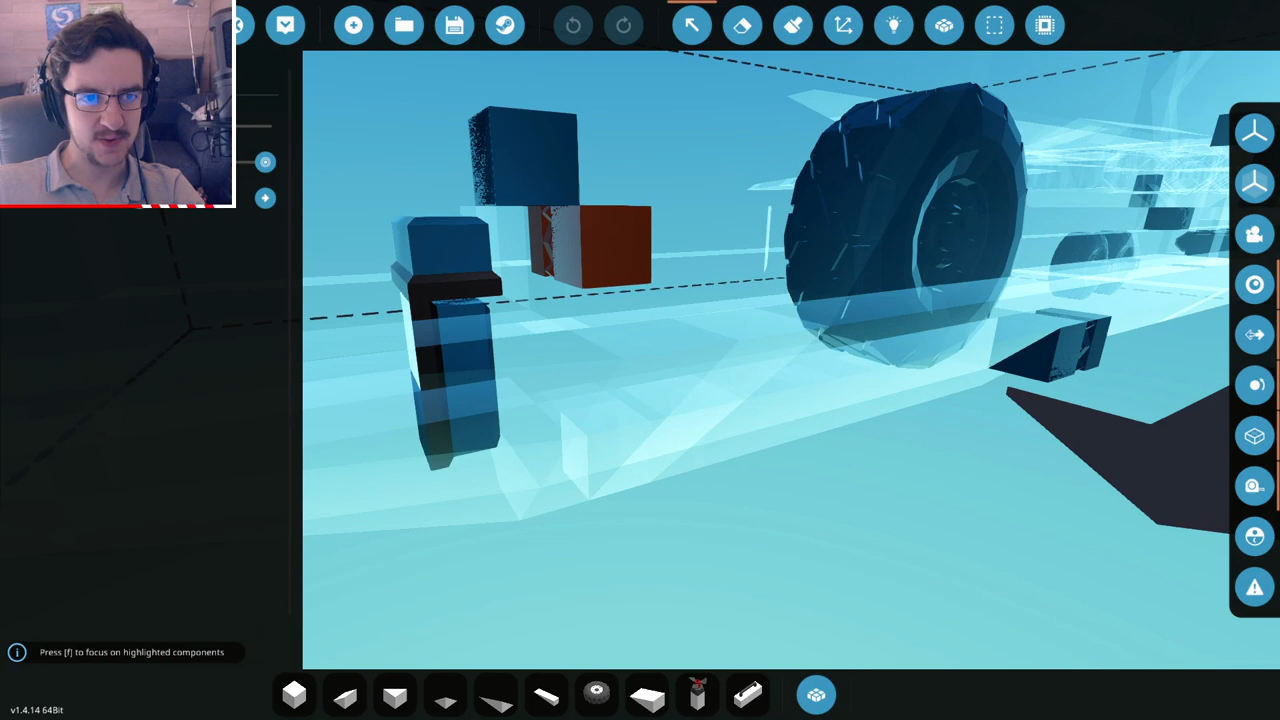 Press [f] to focus on highlighted components
v1.4.14 64Bit